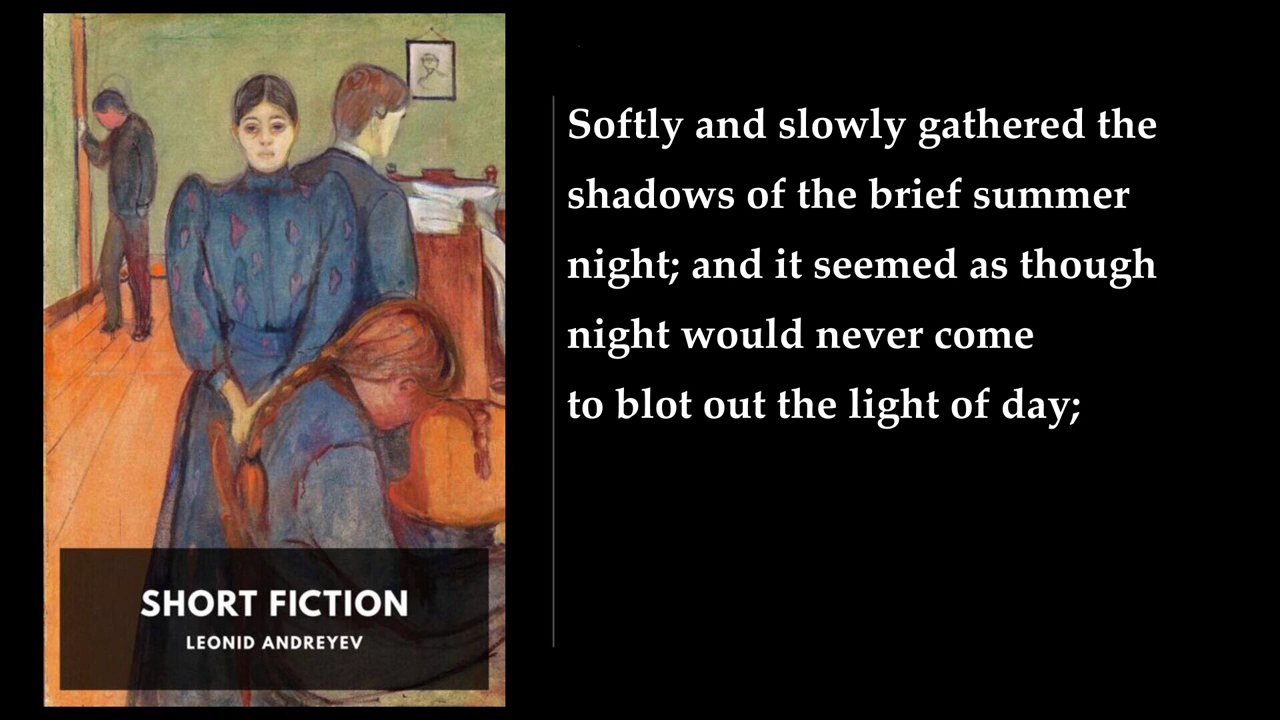 SHORT FICTION
LEONID ANDREYEV
Softly and slowly gathered the
shadows of the brief summer
night; and it seemed as though
night would never come
to blot out the light of day;